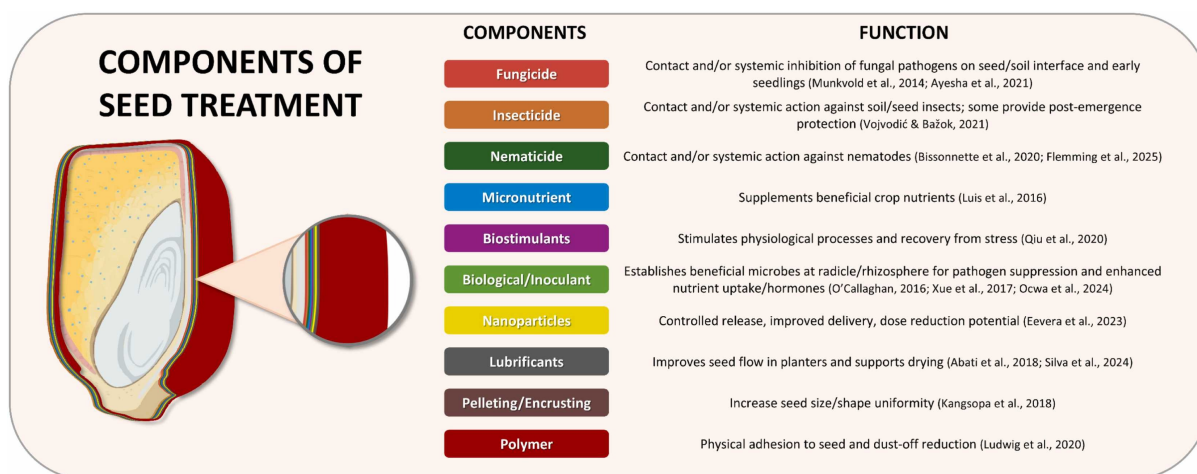 COMPONENTS OF
SEED TREATMENT
COMPONENTS
FUNCTION
Fungicide
Contact and/or systemic inhibition of fungal pathogens on seed/soil interface and early
seedlings (Munkvold et al., 2014; Ayesha et al., 2021)
Insecticide
Contact and/or systemic action against soil/seed insects; some provide post-emergence
protection (Vojvodić & Bažok, 2021)
Nematicide
Contact and/or systemic action against nematodes (Bissonnette et al., 2020; Flemming et al., 2025)
Micronutrient
Supplements beneficial crop nutrients (Luis et al., 2016)
Biostimulants
Stimulates physiological processes and recovery from stress (Qiu et al., 2020)
Biological/Inoculant
Establishes beneficial microbes at radicle/rhizosphere for pathogen suppression and enhanced
nutrient uptake/hormones (O’Callaghan, 2016; Xue et al., 2017; Ocwa et al., 2024)
Nanoparticles
Controlled release, improved delivery, dose reduction potential (Eevera et al., 2023)
Lubrificants
Improves seed flow in planters and supports drying (Abati et al., 2018; Silva et al., 2024)
Pelleting/Encrusting
Increase seed size/shape uniformity (Kangsopa et al., 2018)
Polymer
Physical adhesion to seed and dust-off reduction (Ludwig et al., 2020)